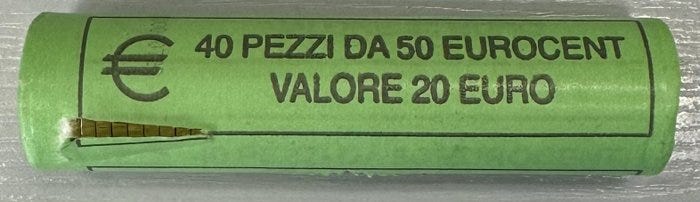 € 40 PEZZI DA 50 EUROCENT
VALORE 20 EURO